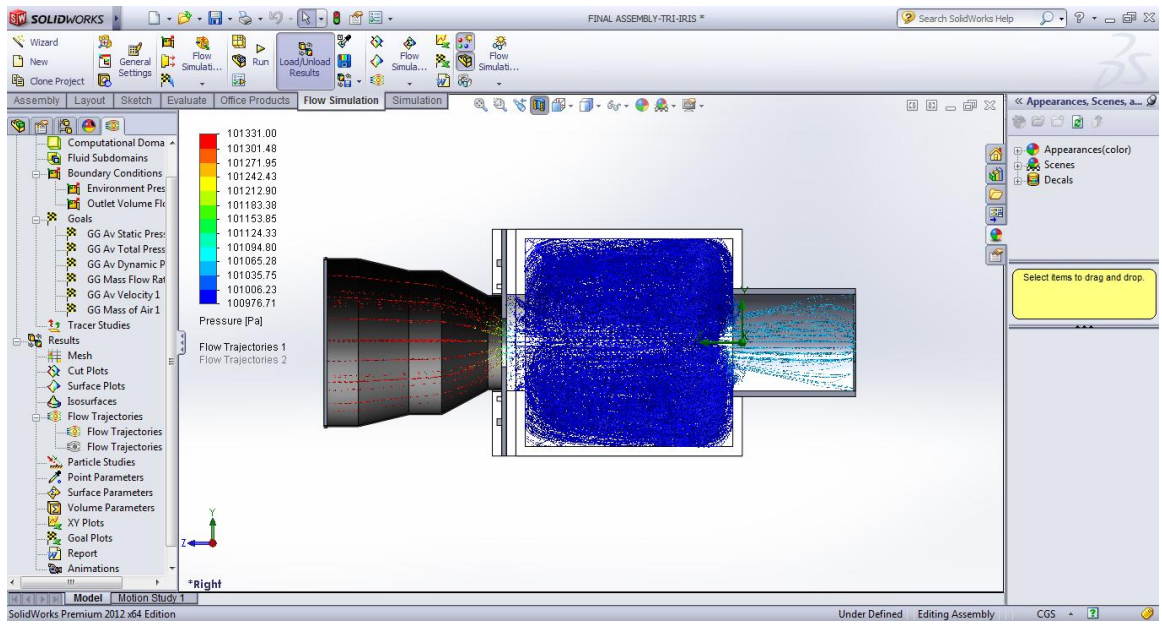 SOLIDWORKS
FINAL ASSEMBLY-TRI-IRIS *
Search SolidWorks Help
Wizard
New
Clone Project
General Settings
Flow Simulati...
Run
Load/Unload Results
Flow Simula...
Flow Simulati...
Assembly Layout Sketch Evaluate Office Products Flow Simulation Simulation
« Appearances, Scenes, a...
Computational Doma
Fluid Subdomains
Boundary Conditions
Environment Pres
Outlet Volume Flo
Goals
GG Av Static Press
GG Av Total Press
GG Av Dynamic P
GG Mass Flow Rat
GG Av Velocity 1
GG Mass of Air 1
Tracer Studies
Results
Mesh
Cut Plots
Surface Plots
Isosurfaces
Flow Trajectories
Flow Trajectories
Flow Trajectories
Particle Studies
Point Parameters
Surface Parameters
Volume Parameters
XY Plots
Goal Plots
Report
Animations
101331.00
101301.48
101271.95
101242.43
101212.90
101183.38
101153.85
101124.33
101094.80
101065.28
101035.75
101006.23
100976.71
Pressure [Pa]
Flow Trajectories 1
Flow Trajectories 2
Y
Y
Z
*Right
Appearances(color)
Scenes
Decals
Select items to drag and drop.
Model Motion Study 1
SolidWorks Premium 2012 x64 Edition
Under Defined Editing Assembly CGS